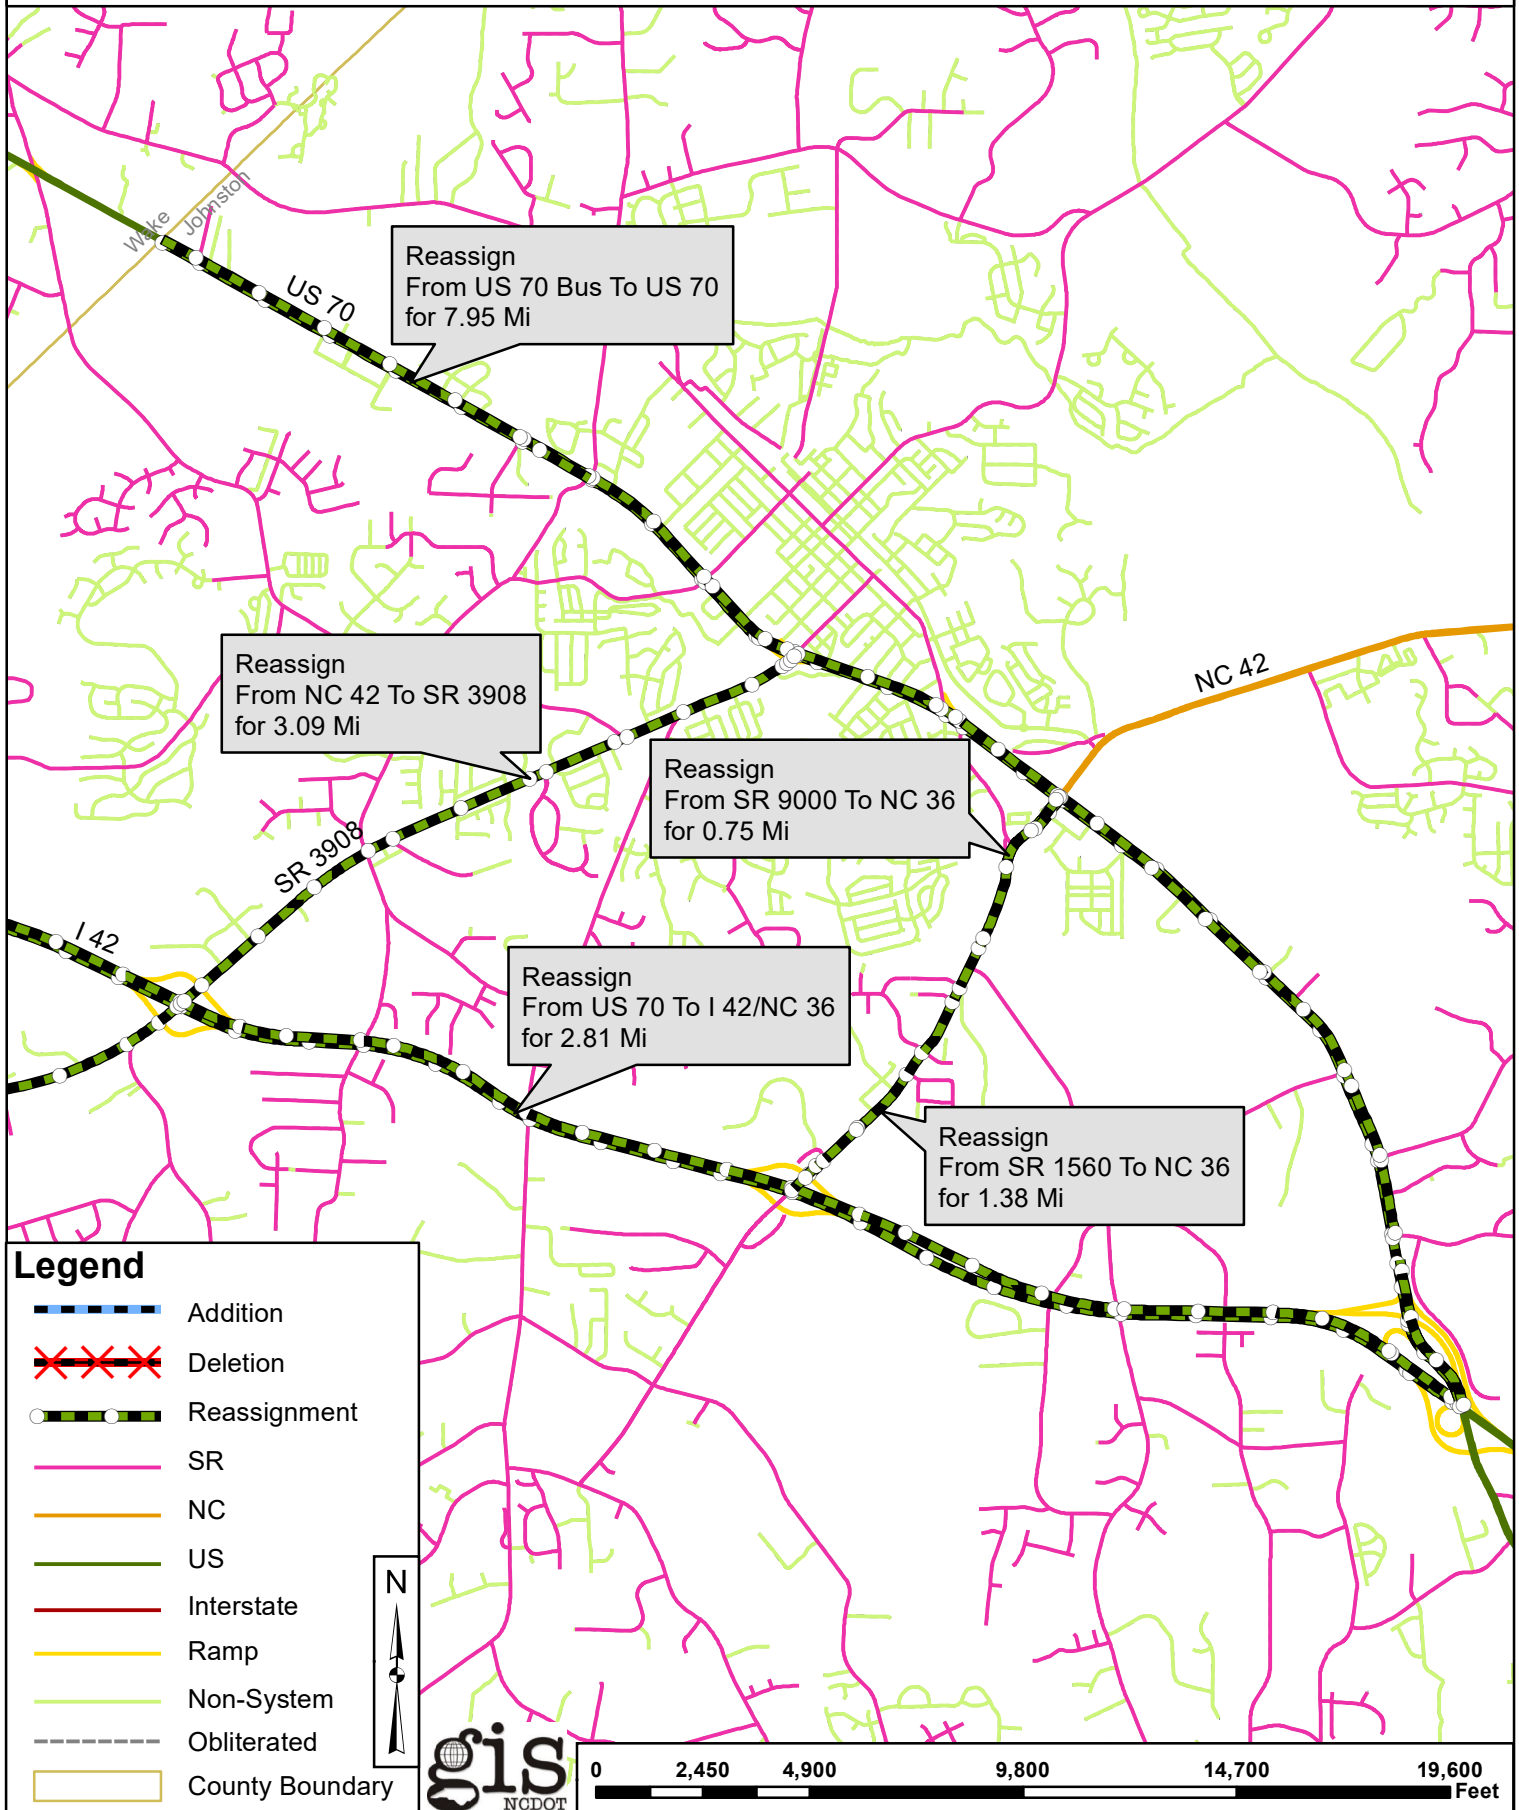 Wake
Johnston
US 70
Reassign
From US 70 Bus To US 70
for 7.95 Mi
Reassign
From NC 42 To SR 3908
for 3.09 Mi
NC 42
Reassign
From SR 9000 To NC 36
for 0.75 Mi
SR 3908
I 42
Reassign
From US 70 To I 42/NC 36
for 2.81 Mi
Reassign
From SR 1560 To NC 36
for 1.38 Mi
Legend
Addition
Deletion
Reassignment
SR
NC
US
Interstate
Ramp
Non-System
Obliterated
County Boundary
N
gis
NCDOT
0 2,450 4,900 9,800 14,700 19,600
Feet